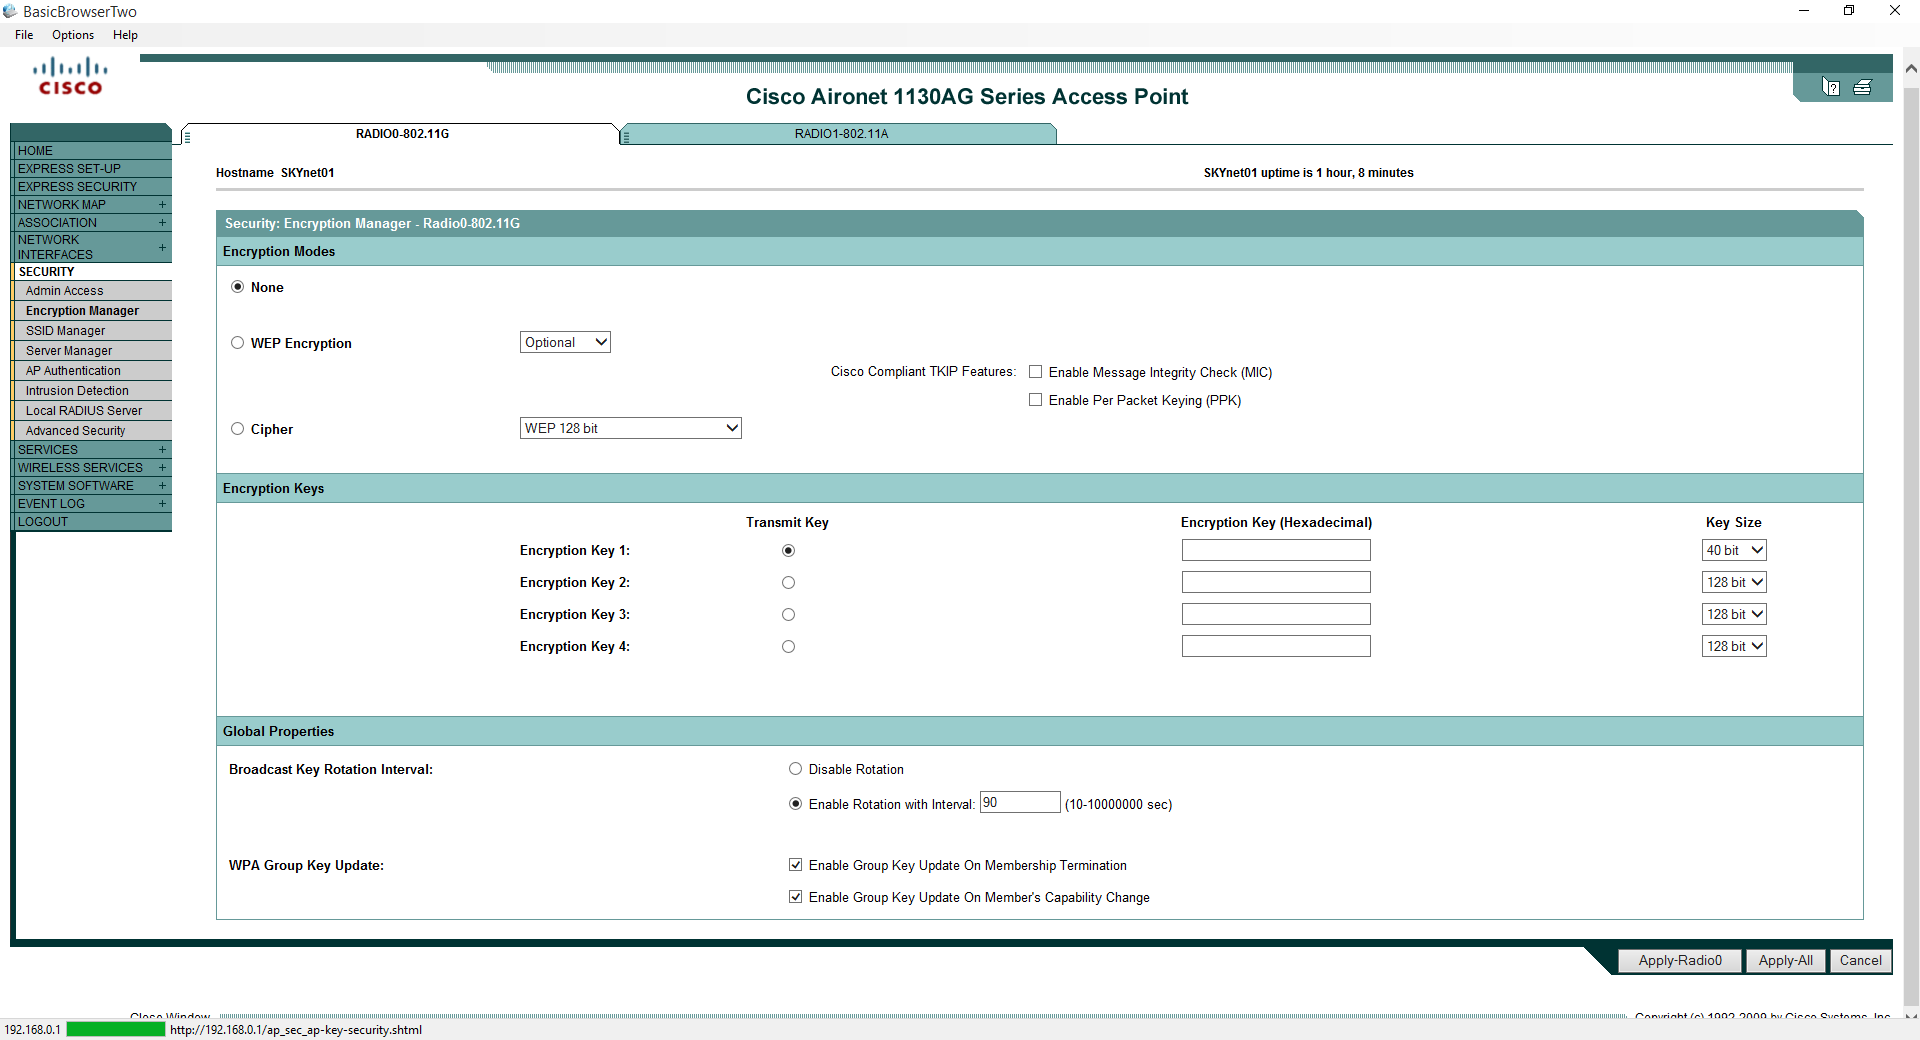 BasicBrowserTwo
File Options Help
CISCO
Cisco Aironet 1130AG Series Access Point
RADIO0-802.11G RADIO1-802.11A
Hostname SKYnet01 SKYnet01 uptime is 1 hour, 8 minutes
HOME
EXPRESS SET-UP
EXPRESS SECURITY
NETWORK MAP +
ASSOCIATION +
NETWORK
INTERFACES +
SECURITY
Admin Access
Encryption Manager
SSID Manager
Server Manager
AP Authentication
Intrusion Detection
Local RADIUS Server
Advanced Security
SERVICES +
WIRELESS SERVICES +
SYSTEM SOFTWARE +
EVENT LOG +
LOGOUT
Security: Encryption Manager - Radio0-802.11G
Encryption Modes
None
WEP Encryption Optional
Cisco Compliant TKIP Features: Enable Message Integrity Check (MIC)
Enable Per Packet Keying (PPK)
Cipher WEP 128 bit
Encryption Keys
Transmit Key Encryption Key (Hexadecimal) Key Size
Encryption Key 1: 40 bit
Encryption Key 2: 128 bit
Encryption Key 3: 128 bit
Encryption Key 4: 128 bit
Global Properties
Broadcast Key Rotation Interval: Disable Rotation
Enable Rotation with Interval: 90 (10-10000000 sec)
WPA Group Key Update: Enable Group Key Update On Membership Termination
Enable Group Key Update On Member's Capability Change
Apply-Radio0 Apply-All Cancel
Close Window Copyright (c) 1992-2009 by Cisco Systems, Inc.
192.168.0.1 http://192.168.0.1/ap_sec_ap-key-security.shtml